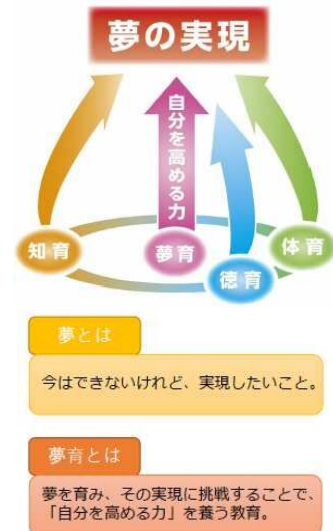 夢の実現
自分を高める力
知育
夢育
徳育
体育
夢とは
今はできないけれど、実現したいこと。
夢育とは
夢を育み、その実現に挑戦することで、
「自分を高める力」を養う教育。